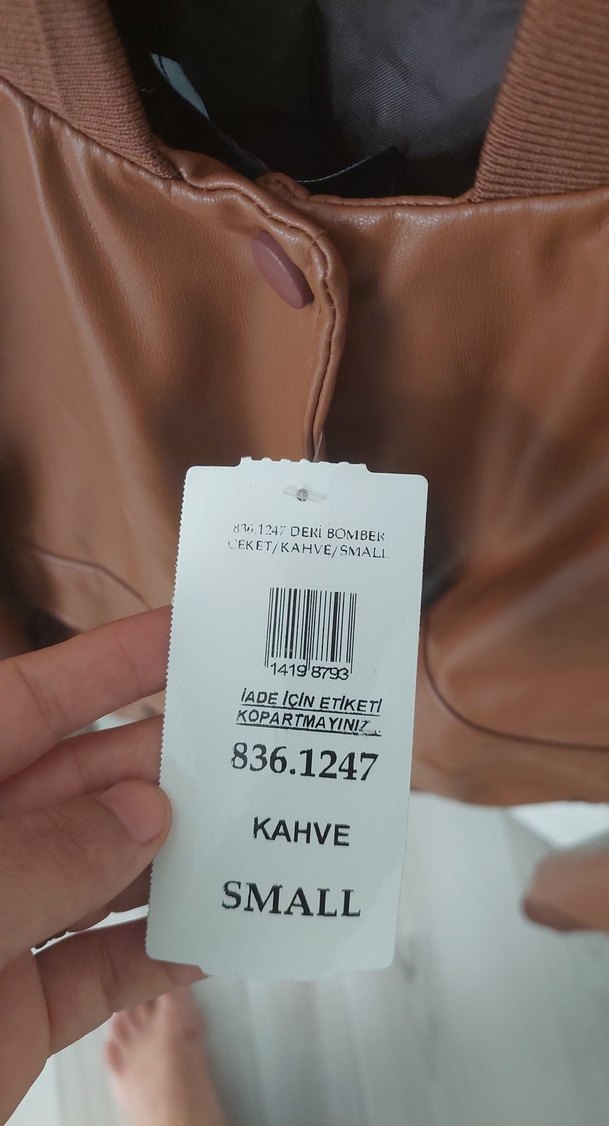 836.1247 DERİ BOMBER
CEKET/KAHVE/SMALL
1419 8793
İADE İÇİN ETİKETİ
KOPARTMAYINIZ...
836.1247
KAHVE
SMALL